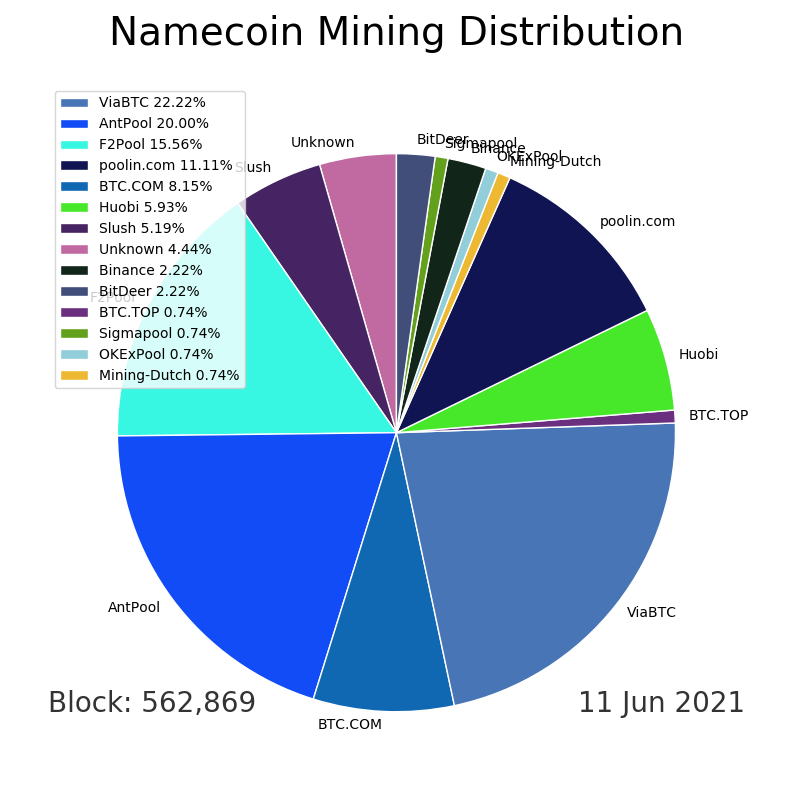 Namecoin Mining Distribution
ViaBTC 22.22%
AntPool 20.00%
F2Pool 15.56%
poolin.com 11.11%
BTC.COM 8.15%
Huobi 5.93%
Slush 5.19%
Unknown 4.44%
Binance 2.22%
BitDeer 2.22%
BTC.TOP 0.74%
Sigmapool 0.74%
OKExPool 0.74%
Mining-Dutch 0.74%
Unknown
BitDeer
Sigmapool
Binance
OKExPool
Mining-Dutch
Slush
poolin.com
F2Pool
Huobi
BTC.TOP
AntPool
ViaBTC
BTC.COM
Block: 562,869
11 Jun 2021